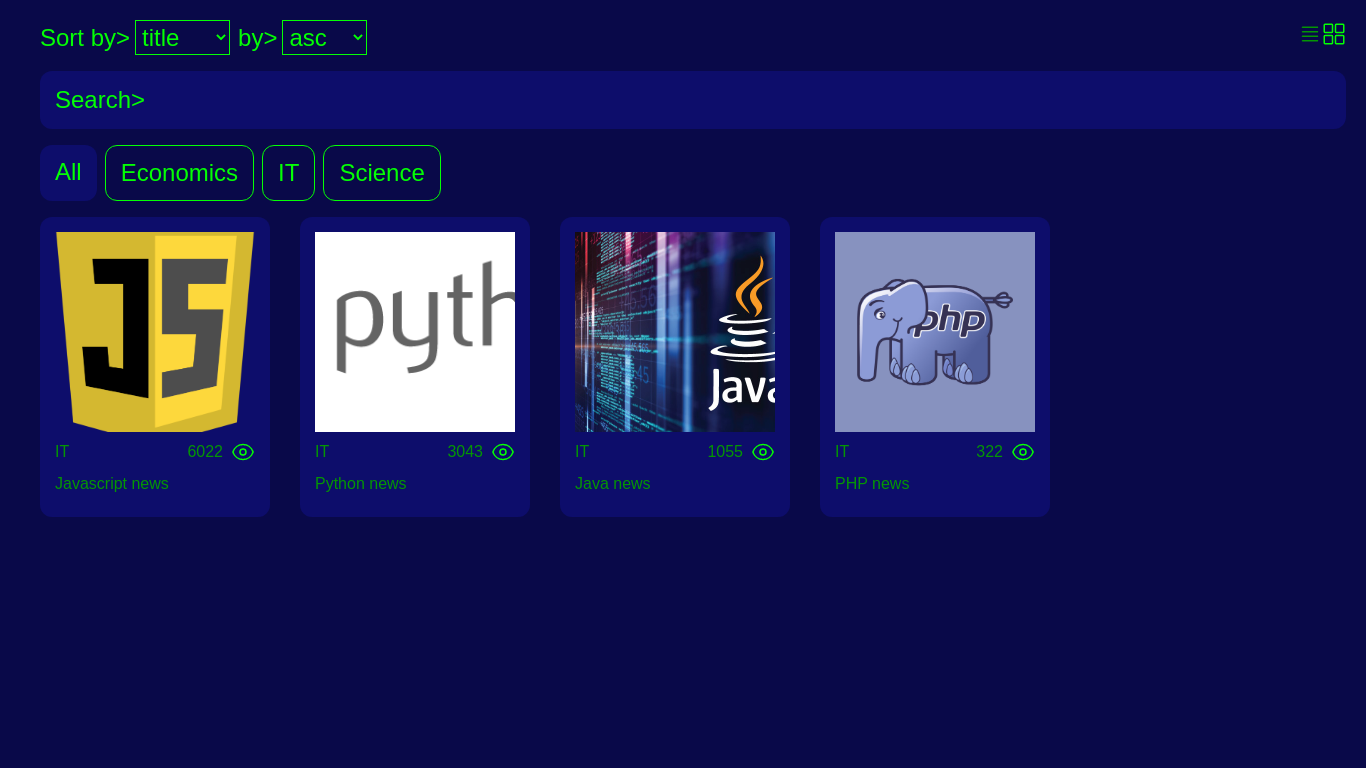 Sort by> title by> asc
Search>
All Economics IT Science
JS
pyth
Java
php
IT 6022 IT 3043 IT 1055 IT 322
Javascript news Python news Java news PHP news